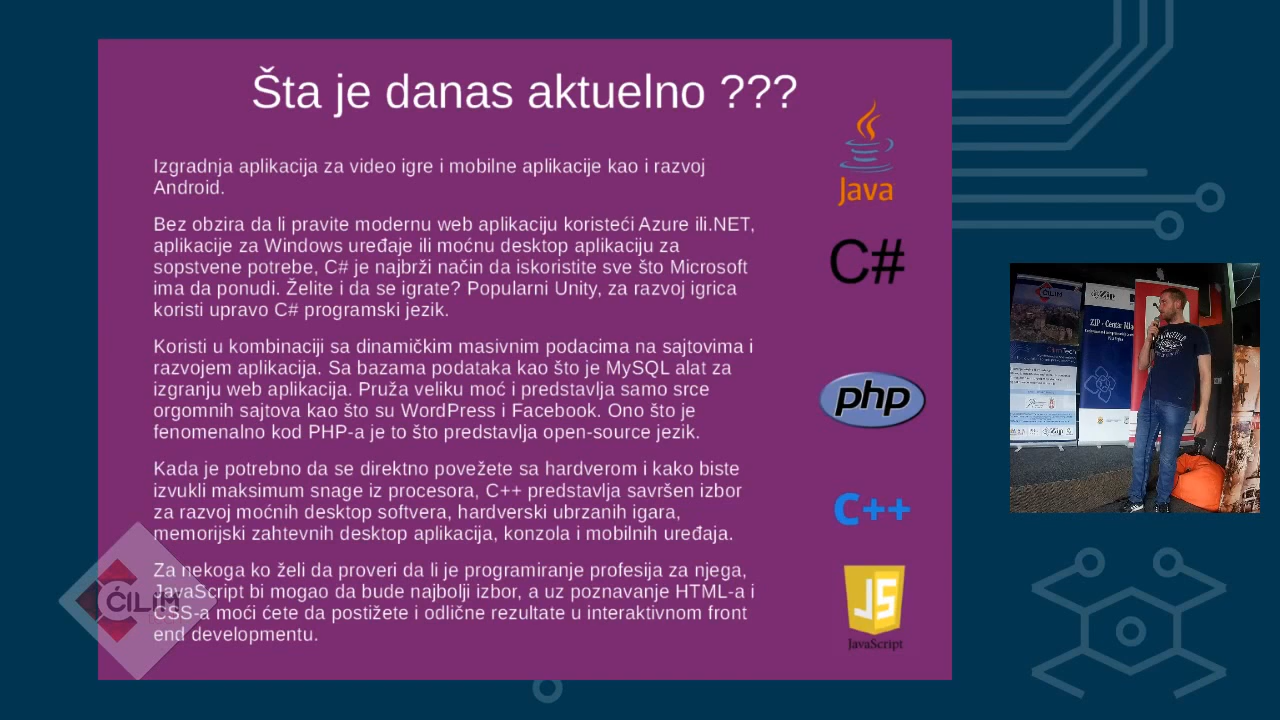 Šta je danas aktuelno ???
Izgradnja aplikacija za video igre i mobilne aplikacije kao i razvoj
Android.
Java
Bez obzira da li pravite modernu web aplikaciju koristeći Azure ili.NET,
aplikacije za Windows uređaje ili moćnu desktop aplikaciju za
sopstvene potrebe, C# je najbrži način da iskoristite sve što Microsoft
ima da ponudi. Želite i da se igrate? Popularni Unity, za razvoj igrica
koristi upravo C# programski jezik.
C#
Koristi u kombinaciji sa dinamičkim masivnim podacima na sajtovima i
razvojem aplikacija. Sa bazama podataka kao što je MySQL alat za
izgranju web aplikacija. Pruža veliku moć i predstavlja samo srce
orgomnih sajtova kao što su WordPress i Facebook. Ono što je
fenomenalno kod PHP-a je to što predstavlja open-source jezik.
php
Kada je potrebno da se direktno povežete sa hardverom i kako biste
izvukli maksimum snage iz procesora, C++ predstavlja savršen izbor
za razvoj moćnih desktop softvera, hardverski ubrzanih igara,
memorijski zahtevnih desktop aplikacija, konzola i mobilnih uređaja.
C++
Za nekoga ko želi da proveri da li je programiranje profesija za njega,
JavaScript bi mogao da bude najbolji izbor, a uz poznavanje HTML-a i
CSS-a moći ćete da postižete i odlične rezultate u interaktivnom front
end developmentu.
JS
JavaScript
ĆILIM
ĆILIM
Zip
ZIP - Centar
Zip